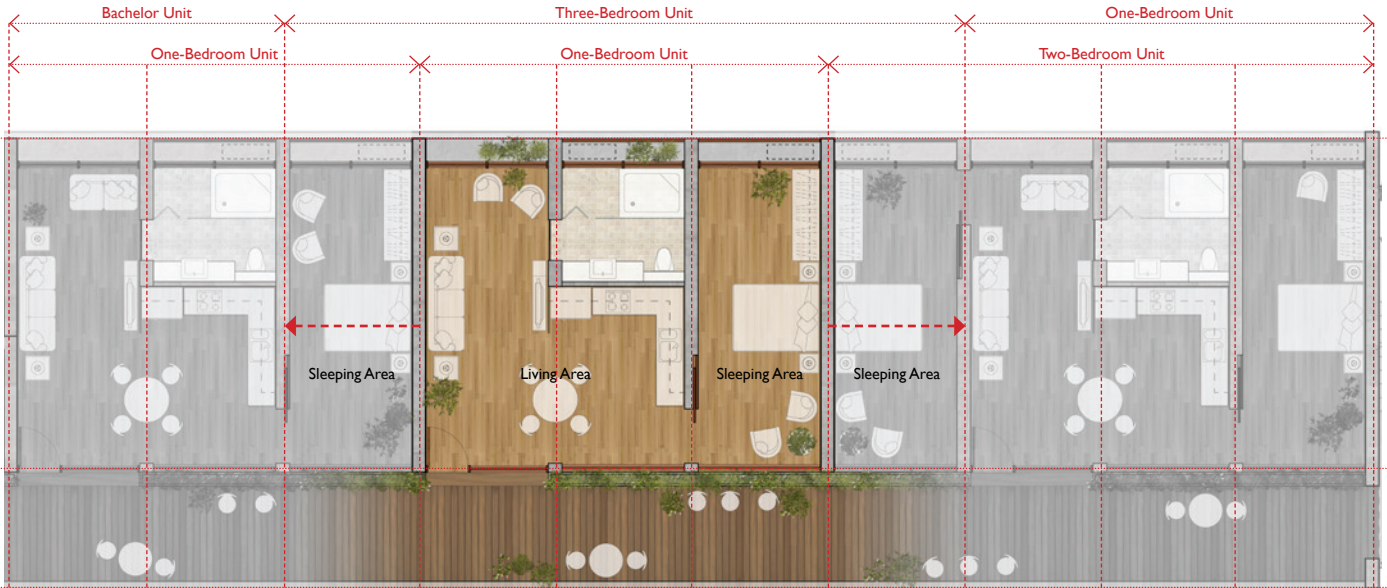 Bachelor Unit
Three-Bedroom Unit
One-Bedroom Unit
One-Bedroom Unit
One-Bedroom Unit
Two-Bedroom Unit
Sleeping Area
Living Area
Sleeping Area
Sleeping Area